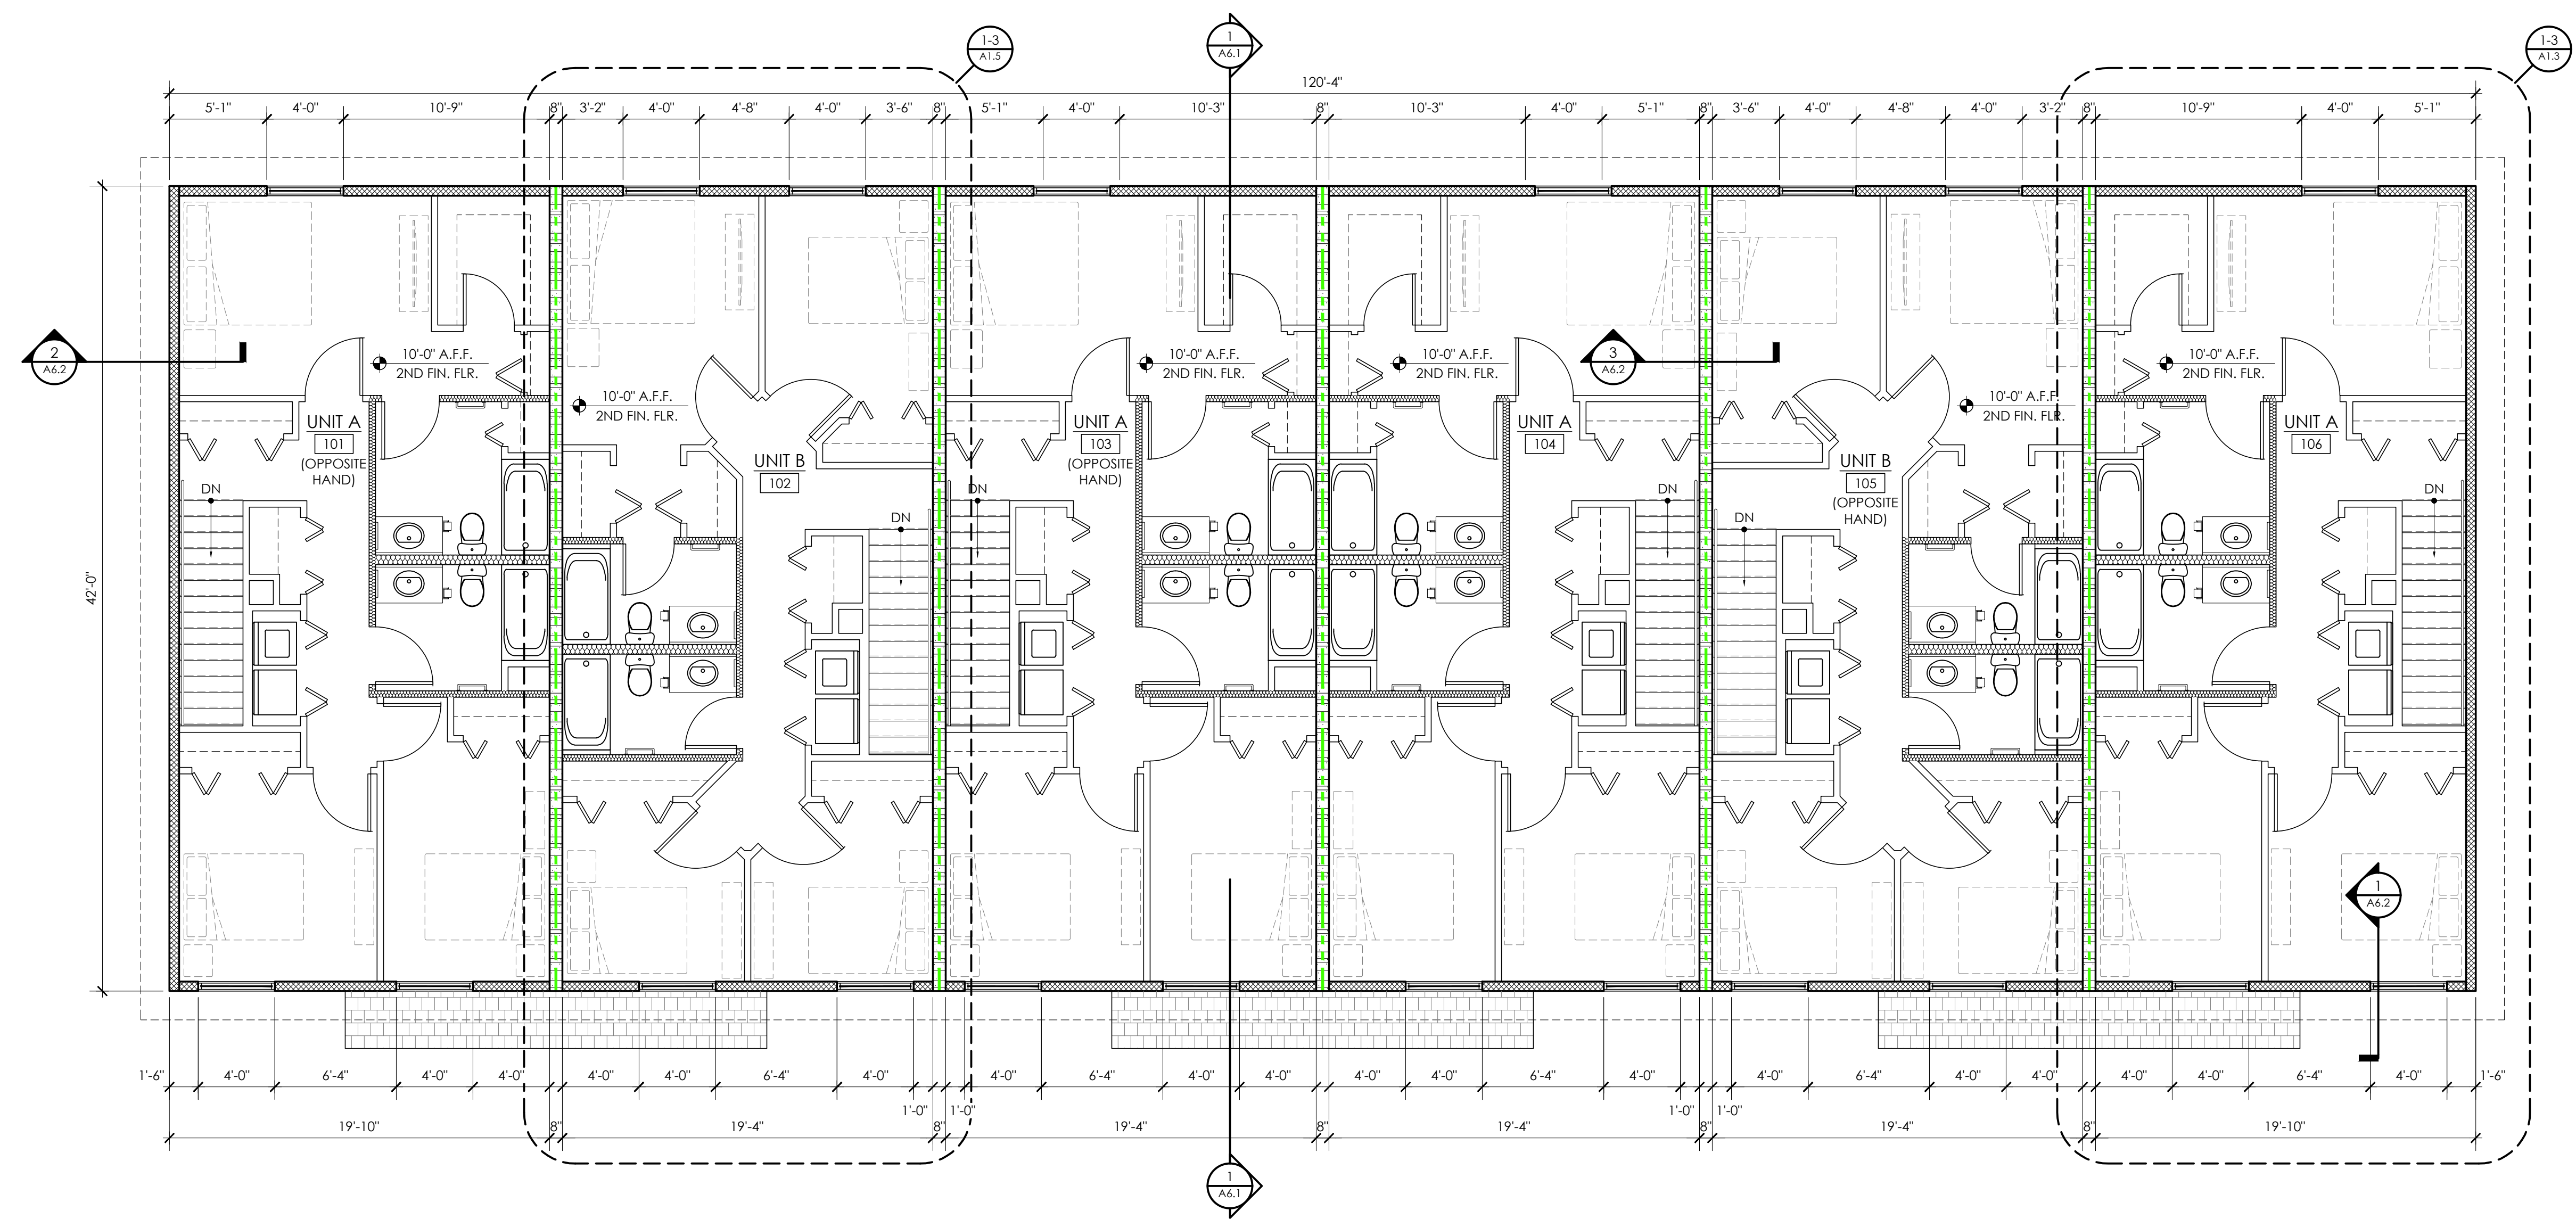 1-3
A1.5
1
A6.1
1-3
A1.3
120'-4"
5'-1" 4'-0" 10'-9" 8" 3'-2" 4'-0" 4'-8" 4'-0" 3'-6" 8" 5'-1" 4'-0" 10'-3" 8" 10'-3" 4'-0" 5'-1" 8" 3'-6" 4'-0" 4'-8" 4'-0" 3'-2" 8" 10'-9" 4'-0" 5'-1"
42'-0"
2
A6.2
3
A6.2
10'-0" A.F.F.
2ND FIN. FLR.
UNIT A
101
(OPPOSITE
HAND)
DN
10'-0" A.F.F.
2ND FIN. FLR.
UNIT B
102
DN
10'-0" A.F.F.
2ND FIN. FLR.
UNIT A
103
(OPPOSITE
HAND)
DN
10'-0" A.F.F.
2ND FIN. FLR.
UNIT A
104
DN
10'-0" A.F.F.
2ND FIN. FLR.
UNIT B
105
(OPPOSITE
HAND)
DN
10'-0" A.F.F.
2ND FIN. FLR.
UNIT A
106
DN
1
A6.2
1'-6" 4'-0" 6'-4" 4'-0" 4'-0" 4'-0" 4'-0" 6'-4" 4'-0" 4'-0" 6'-4" 4'-0" 4'-0" 4'-0" 4'-0" 6'-4" 4'-0" 4'-0" 6'-4" 4'-0" 4'-0" 4'-0" 4'-0" 6'-4" 4'-0" 1'-6"
1'-0" 1'-0" 1'-0" 1'-0"
19'-10" 8" 19'-4" 8" 19'-4" 8" 19'-4" 8" 19'-4" 8" 19'-10"
1
A6.1